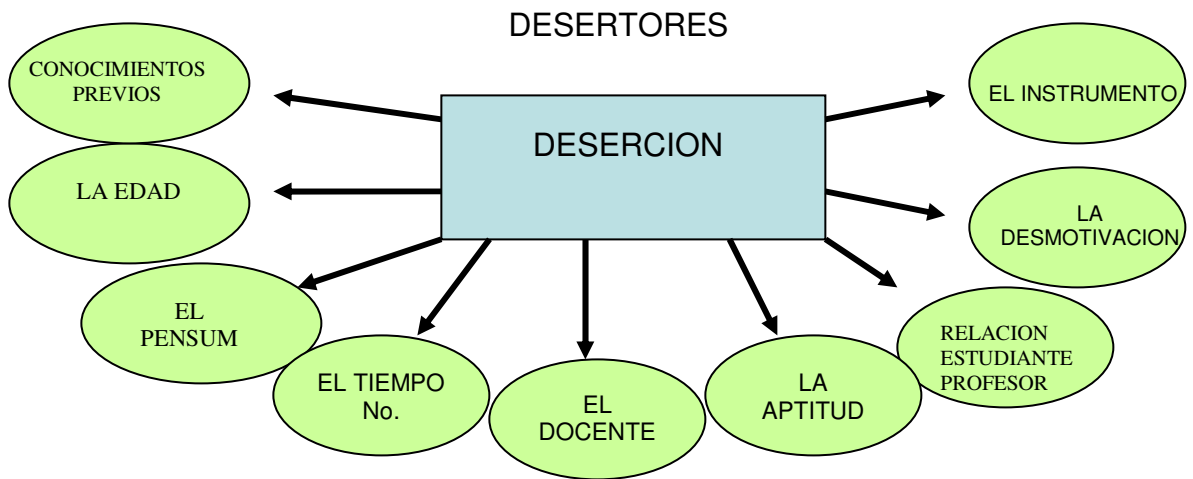 DESERTORES
CONOCIMIENTOS
PREVIOS
EL INSTRUMENTO
DESERCION
LA EDAD
LA
DESMOTIVACION
EL
PENSUM
RELACION
ESTUDIANTE
PROFESOR
EL TIEMPO
No.
EL
DOCENTE
LA
APTITUD